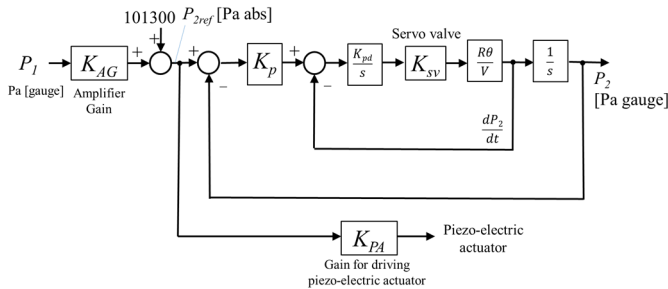 101300
P2ref [Pa abs]
+
P1
Pa [gauge]
KAG
Amplifier
Gain
+
+
−
Kp
+
−
Kpd/s
Servo valve
Ksv
Rθ/V
1/s
P2
[Pa gauge]
dP2/dt
KPA
Gain for driving
piezo-electric actuator
Piezo-electric
actuator